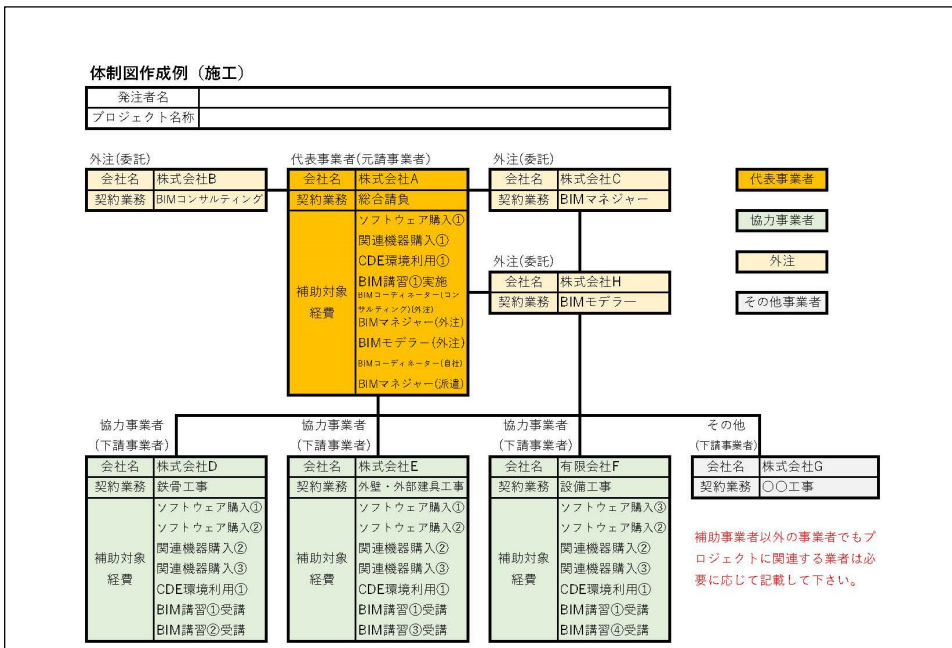 体制図作成例（施工）
発注者名
プロジェクト名称
外注(委託)
会社名 株式会社B
契約業務 BIMコンサルティング
代表事業者(元請事業者)
会社名 株式会社A
契約業務 総合請負
補助対象
経費
ソフトウェア購入①
関連機器購入①
CDE環境利用①
BIM講習①実施
BIMコーディネーター(コン
サルティング)(外注)
BIMマネジャー(外注)
BIMモデラー(外注)
BIMコーディネーター(自社)
BIMマネジャー(派遣)
外注(委託)
会社名 株式会社C
契約業務 BIMマネジャー
外注(委託)
会社名 株式会社H
契約業務 BIMモデラー
代表事業者
協力事業者
外注
その他事業者
協力事業者
(下請事業者)
会社名 株式会社D
契約業務 鉄骨工事
補助対象
経費
ソフトウェア購入①
ソフトウェア購入②
関連機器購入②
関連機器購入③
CDE環境利用①
BIM講習①受講
BIM講習②受講
協力事業者
(下請事業者)
会社名 株式会社E
契約業務 外壁・外部建具工事
補助対象
経費
ソフトウェア購入①
ソフトウェア購入②
関連機器購入②
関連機器購入③
CDE環境利用①
BIM講習①受講
BIM講習③受講
協力事業者
(下請事業者)
会社名 有限会社F
契約業務 設備工事
補助対象
経費
ソフトウェア購入③
ソフトウェア購入②
関連機器購入②
関連機器購入③
CDE環境利用①
BIM講習①受講
BIM講習④受講
その他
(下請事業者)
会社名 株式会社G
契約業務 〇〇工事
補助事業者以外の事業者でもプ
ロジェクトに関連する業者は必
要に応じて記載して下さい。